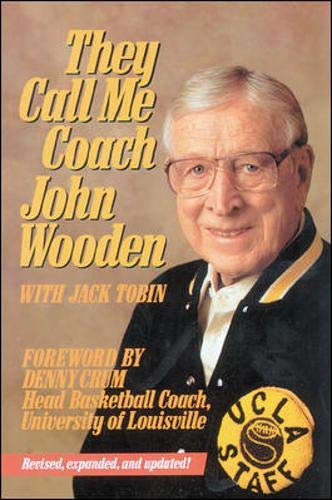 They
Call Me
Coach
John
Wooden
WITH JACK TOBIN
FOREWORD BY
DENNY CRUM
Head Basketball Coach,
University of Louisville
Revised, expanded, and updated!
UCLA
STAFF